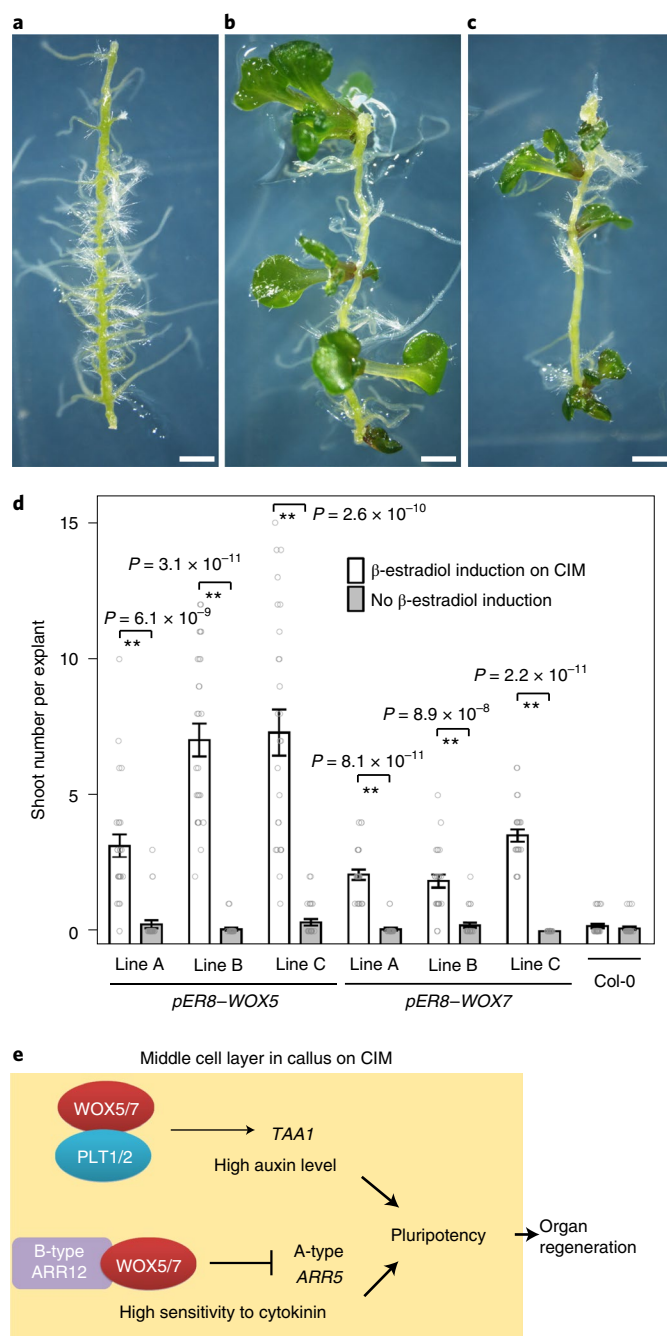 a
b
c
d
15
10
5
0
Shoot number per explant
P = 6.1 × 10–9
**
P = 3.1 × 10–11
**
** P = 2.6 × 10–10
β-estradiol induction on CIM
No β-estradiol induction
P = 8.1 × 10–11
**
P = 8.9 × 10–8
**
P = 2.2 × 10–11
**
Line A Line B Line C Line A Line B Line C
Col-0
pER8–WOX5 pER8–WOX7
e
Middle cell layer in callus on CIM
WOX5/7
PLT1/2
TAA1
High auxin level
B-type
ARR12
WOX5/7
A-type
ARR5
High sensitivity to cytokinin
Pluripotency
Organ
regeneration